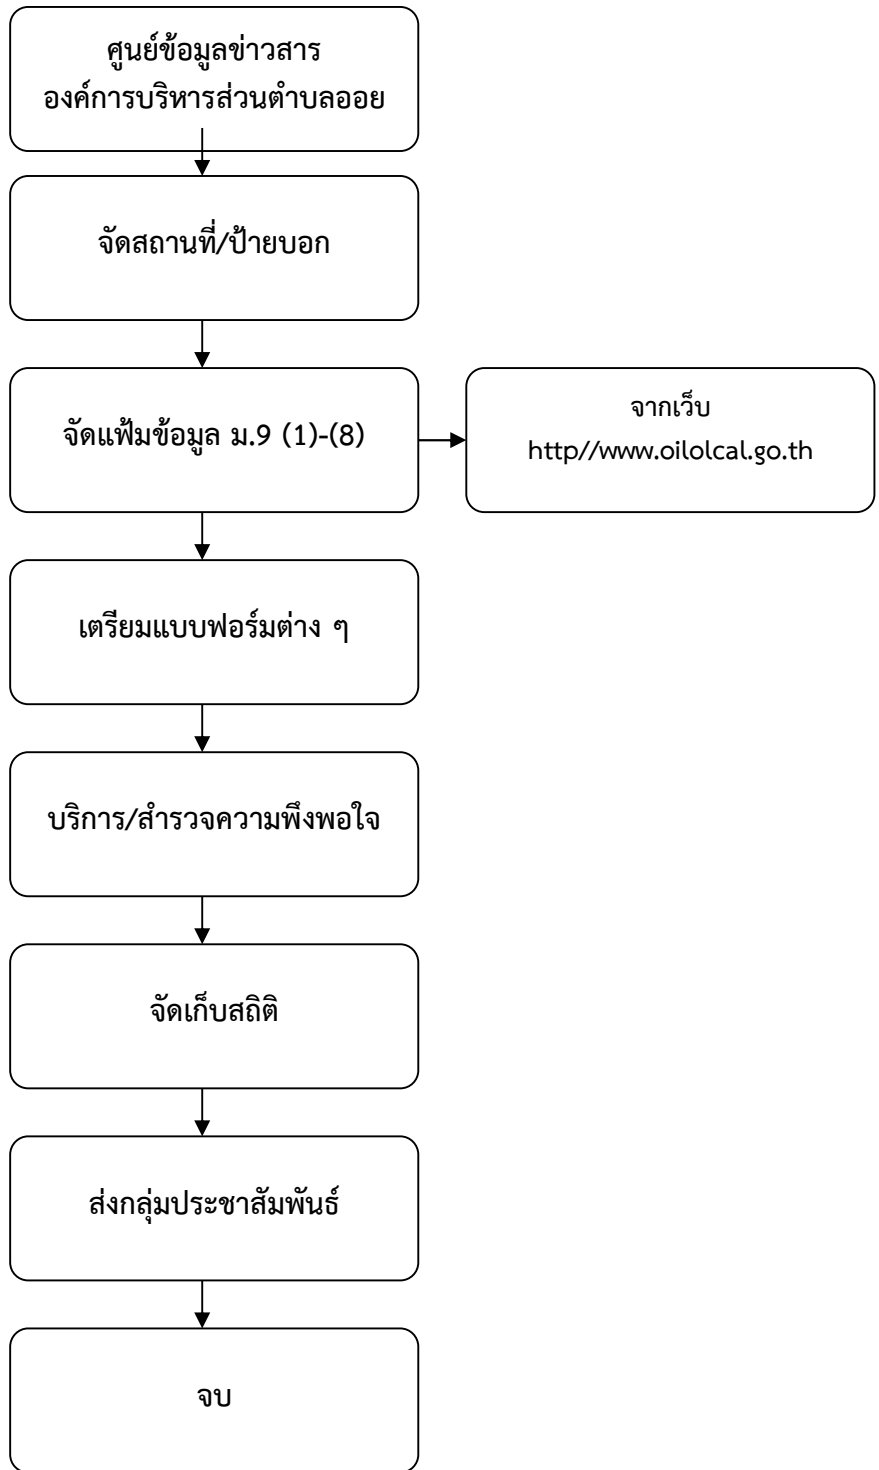 ศูนย์ข้อมูลข่าวสาร
องค์การบริหารส่วนตำบลออย
จัดสถานที่/ป้ายบอก
จัดแฟ้มข้อมูล ม.9 (1)-(8)
จากเว็บ
http//www.oilolcal.go.th
เตรียมแบบฟอร์มต่าง ๆ
บริการ/สำรวจความพึงพอใจ
จัดเก็บสถิติ
ส่งกลุ่มประชาสัมพันธ์
จบ